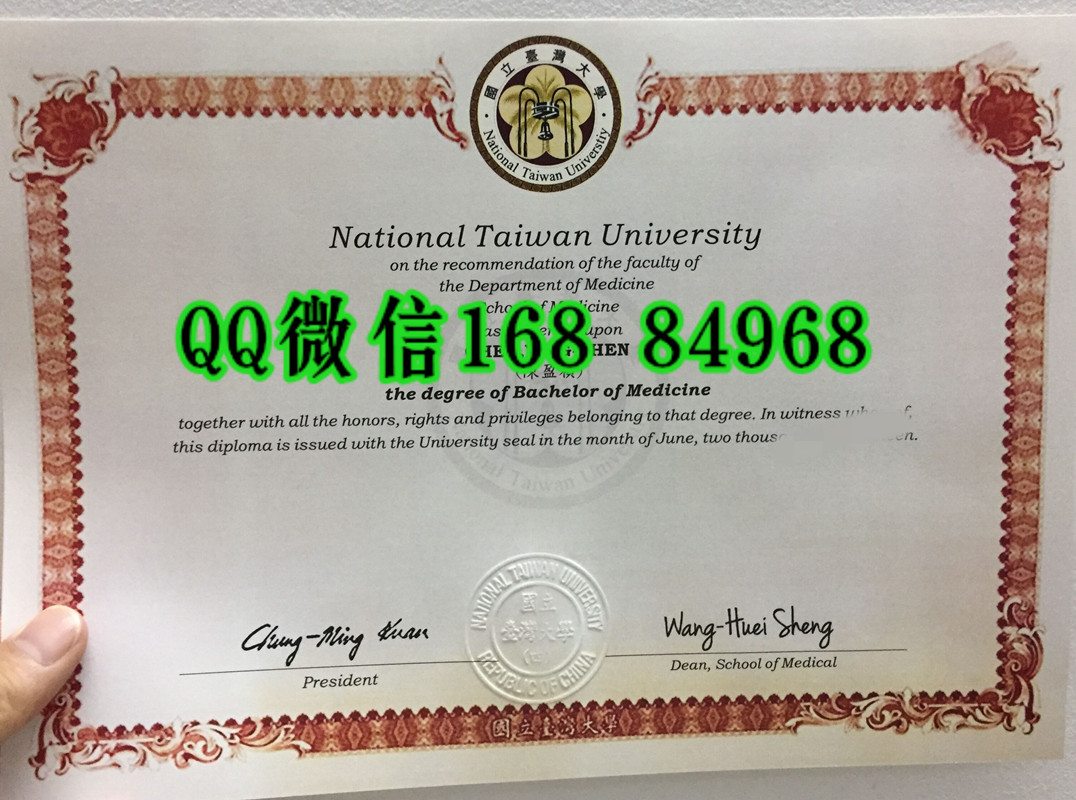 國立臺灣大學
National Taiwan University
National Taiwan University
on the recommendation of the faculty of
the Department of Medicine
of Medicine
upon
QQ微信168 84968
the degree of Bachelor of Medicine
together with all the honors, rights and privileges belonging to that degree. In witness
this diploma is issued with the University seal in the month of June, two
National Taiwan
NATIONAL TAIWAN UNIVERSITY
國立
臺灣大學
REPUBLIC OF CHINA
Chung-Ming Kuan
Wang-Huei Sheng
President
Dean, School of Medical
國立臺灣大學